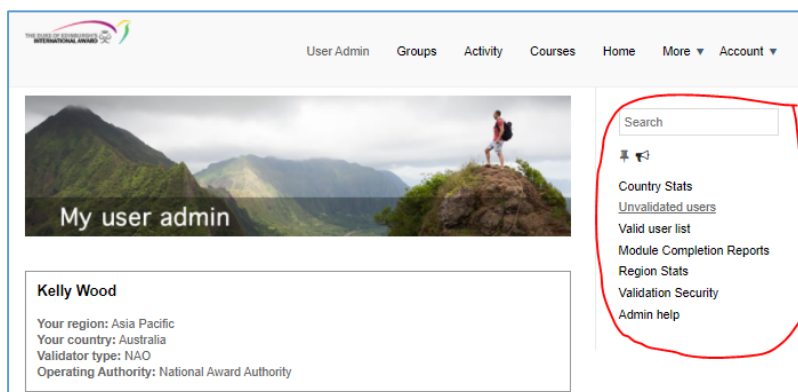 THE DUKE OF EDINBURGH'S
INTERNATIONAL AWARD
User Admin Groups Activity Courses Home More ▼ Account ▼
My user admin
Search
Country Stats
Unvalidated users
Valid user list
Module Completion Reports
Region Stats
Validation Security
Admin help
Kelly Wood
Your region: Asia Pacific
Your country: Australia
Validator type: NAO
Operating Authority: National Award Authority